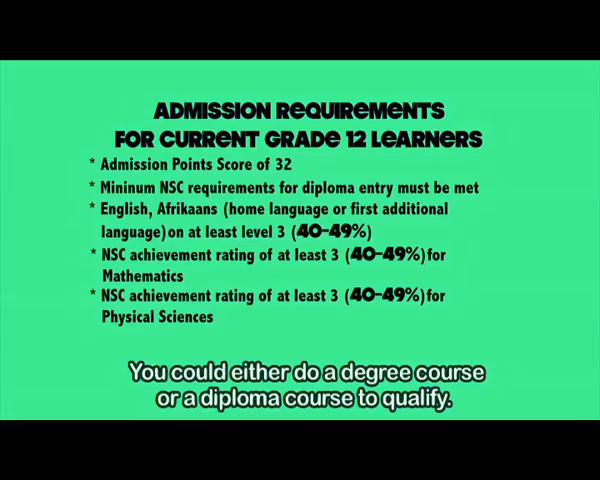 ADMISSION REQUIREMENTS
FOR CURRENT GRADE 12 LEARNERS
* Admission Points Score of 32
* Mininum NSC requirements for diploma entry must be met
* English, Afrikaans (home language or first additional
language)on at least level 3 (40-49%)
* NSC achievement rating of at least 3 (40-49%)for
Mathematics
* NSC achievement rating of at least 3 (40-49%)for
Physical Sciences
You could either do a degree course
or a diploma course to qualify.